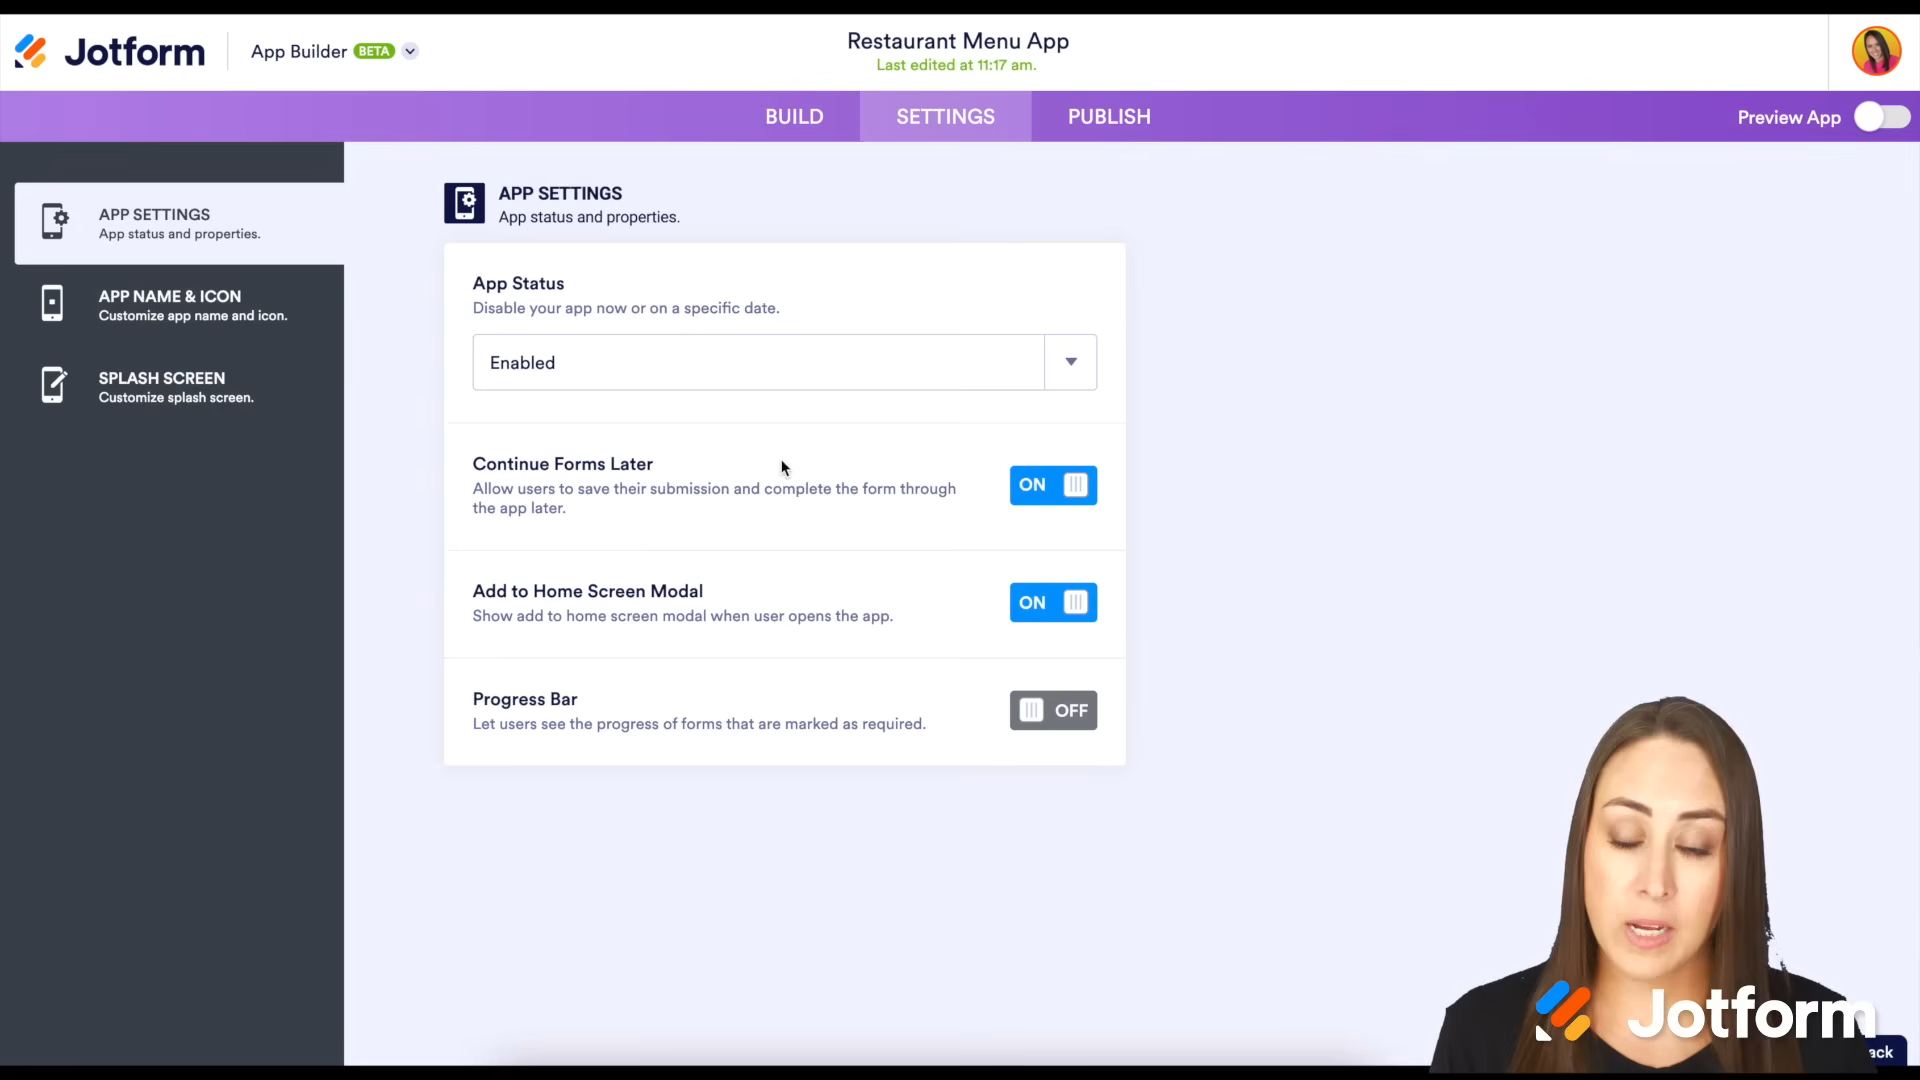 Jotform
App Builder BETA
Restaurant Menu App
Last edited at 11:17 am.
BUILD
SETTINGS
PUBLISH
Preview App
APP SETTINGS
App status and properties.
APP NAME & ICON
Customize app name and icon.
SPLASH SCREEN
Customize splash screen.
APP SETTINGS
App status and properties.
App Status
Disable your app now or on a specific date.
Enabled
Continue Forms Later
Allow users to save their submission and complete the form through
the app later.
ON
Add to Home Screen Modal
Show add to home screen modal when user opens the app.
ON
Progress Bar
Let users see the progress of forms that are marked as required.
OFF
Jotform